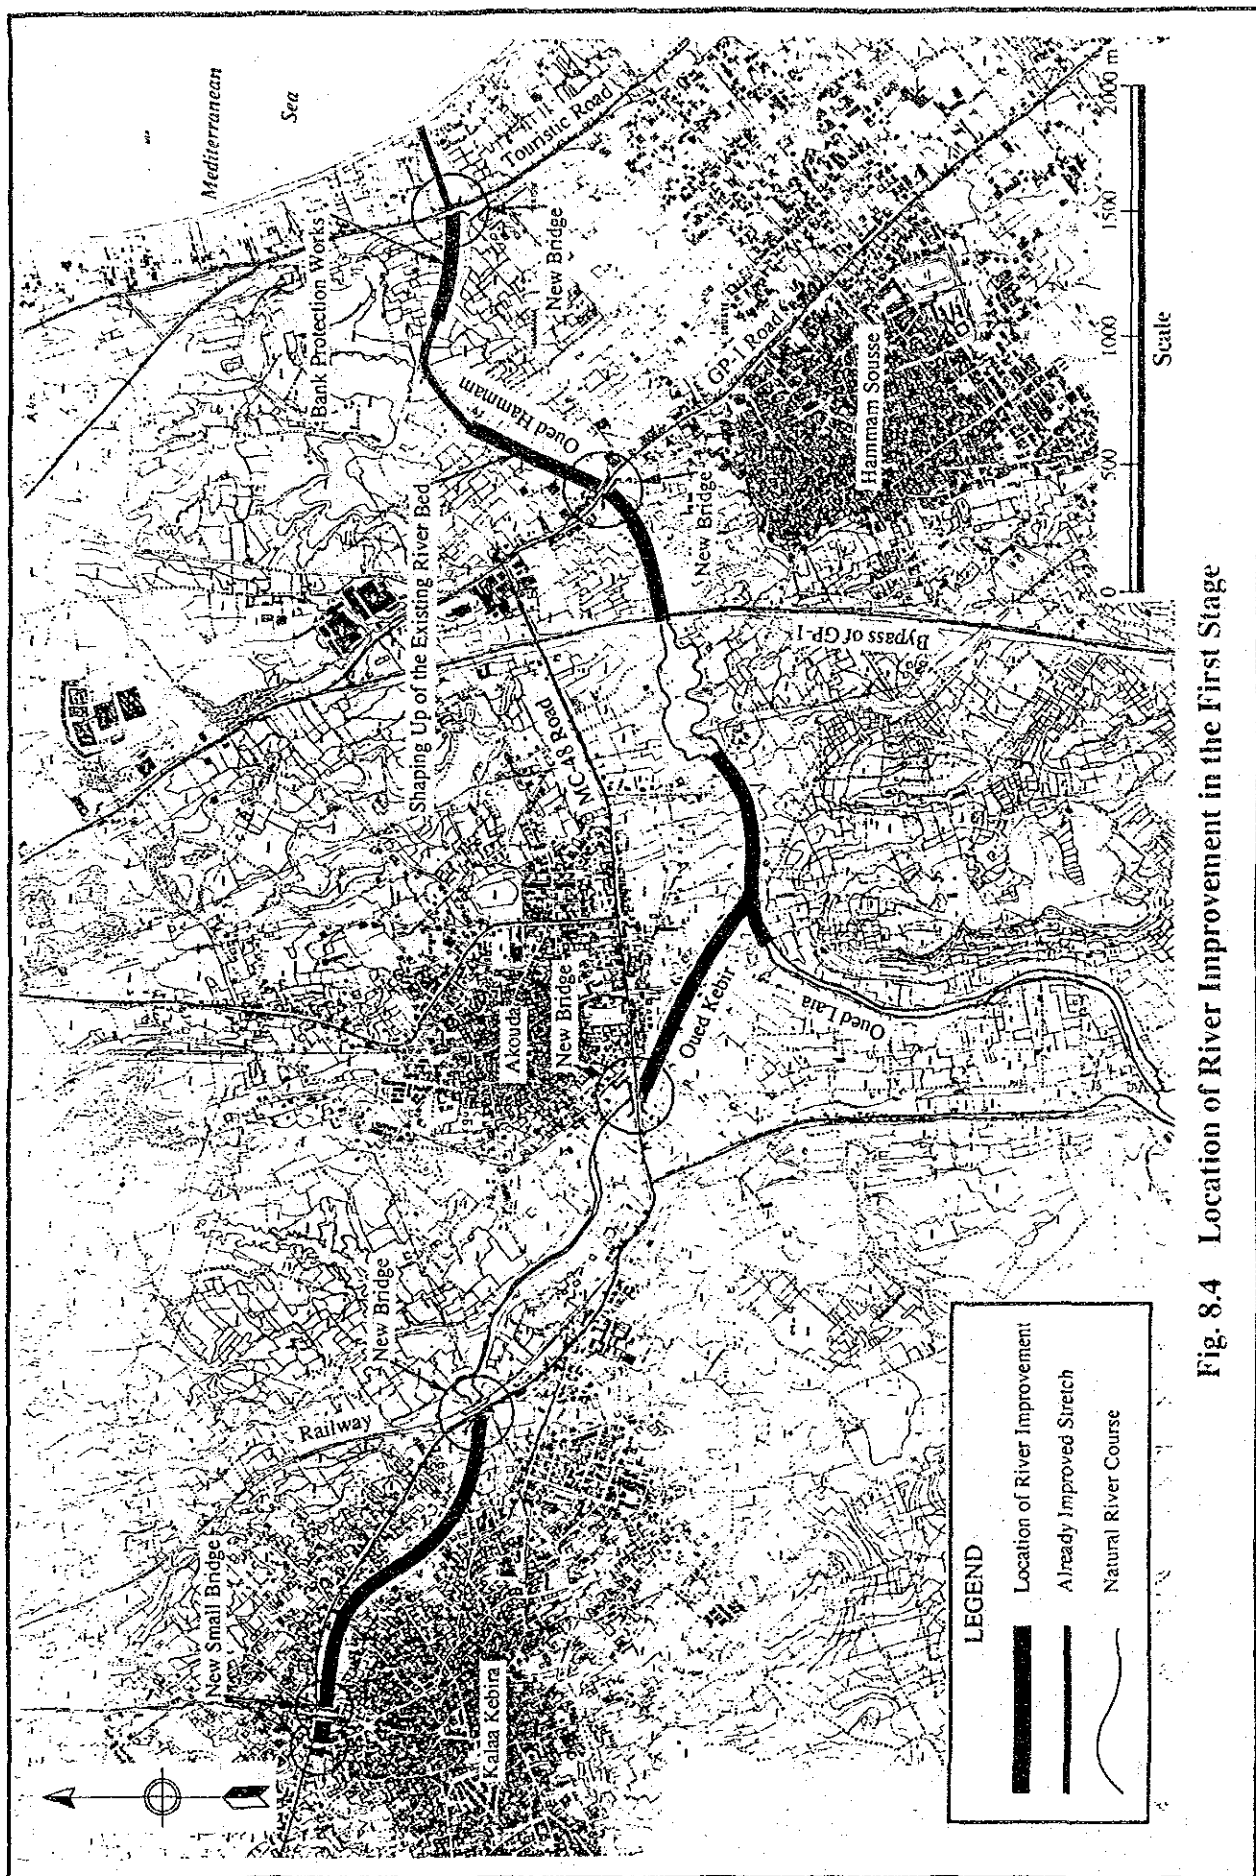 Mediterranean
Sea
Bank Protection Works
Touristic Road
New Bridge
Oued Hammam
GP-1 Road
Shaping Up of the Existing River Bed
New Bridge
Hammam Sousse
MC 48 Road
Bypass of GP-1
Akouda
New Bridge
Oued Kebir
Oued Laia
New Bridge
Railway
New Small Bridge
Kalaa Kebira
0 500 1000 1500 2000 m
Scale
LEGEND
Location of River Improvement
Already Improved Stretch
Natural River Course
Fig. 8.4 Location of River Improvement in the First Stage